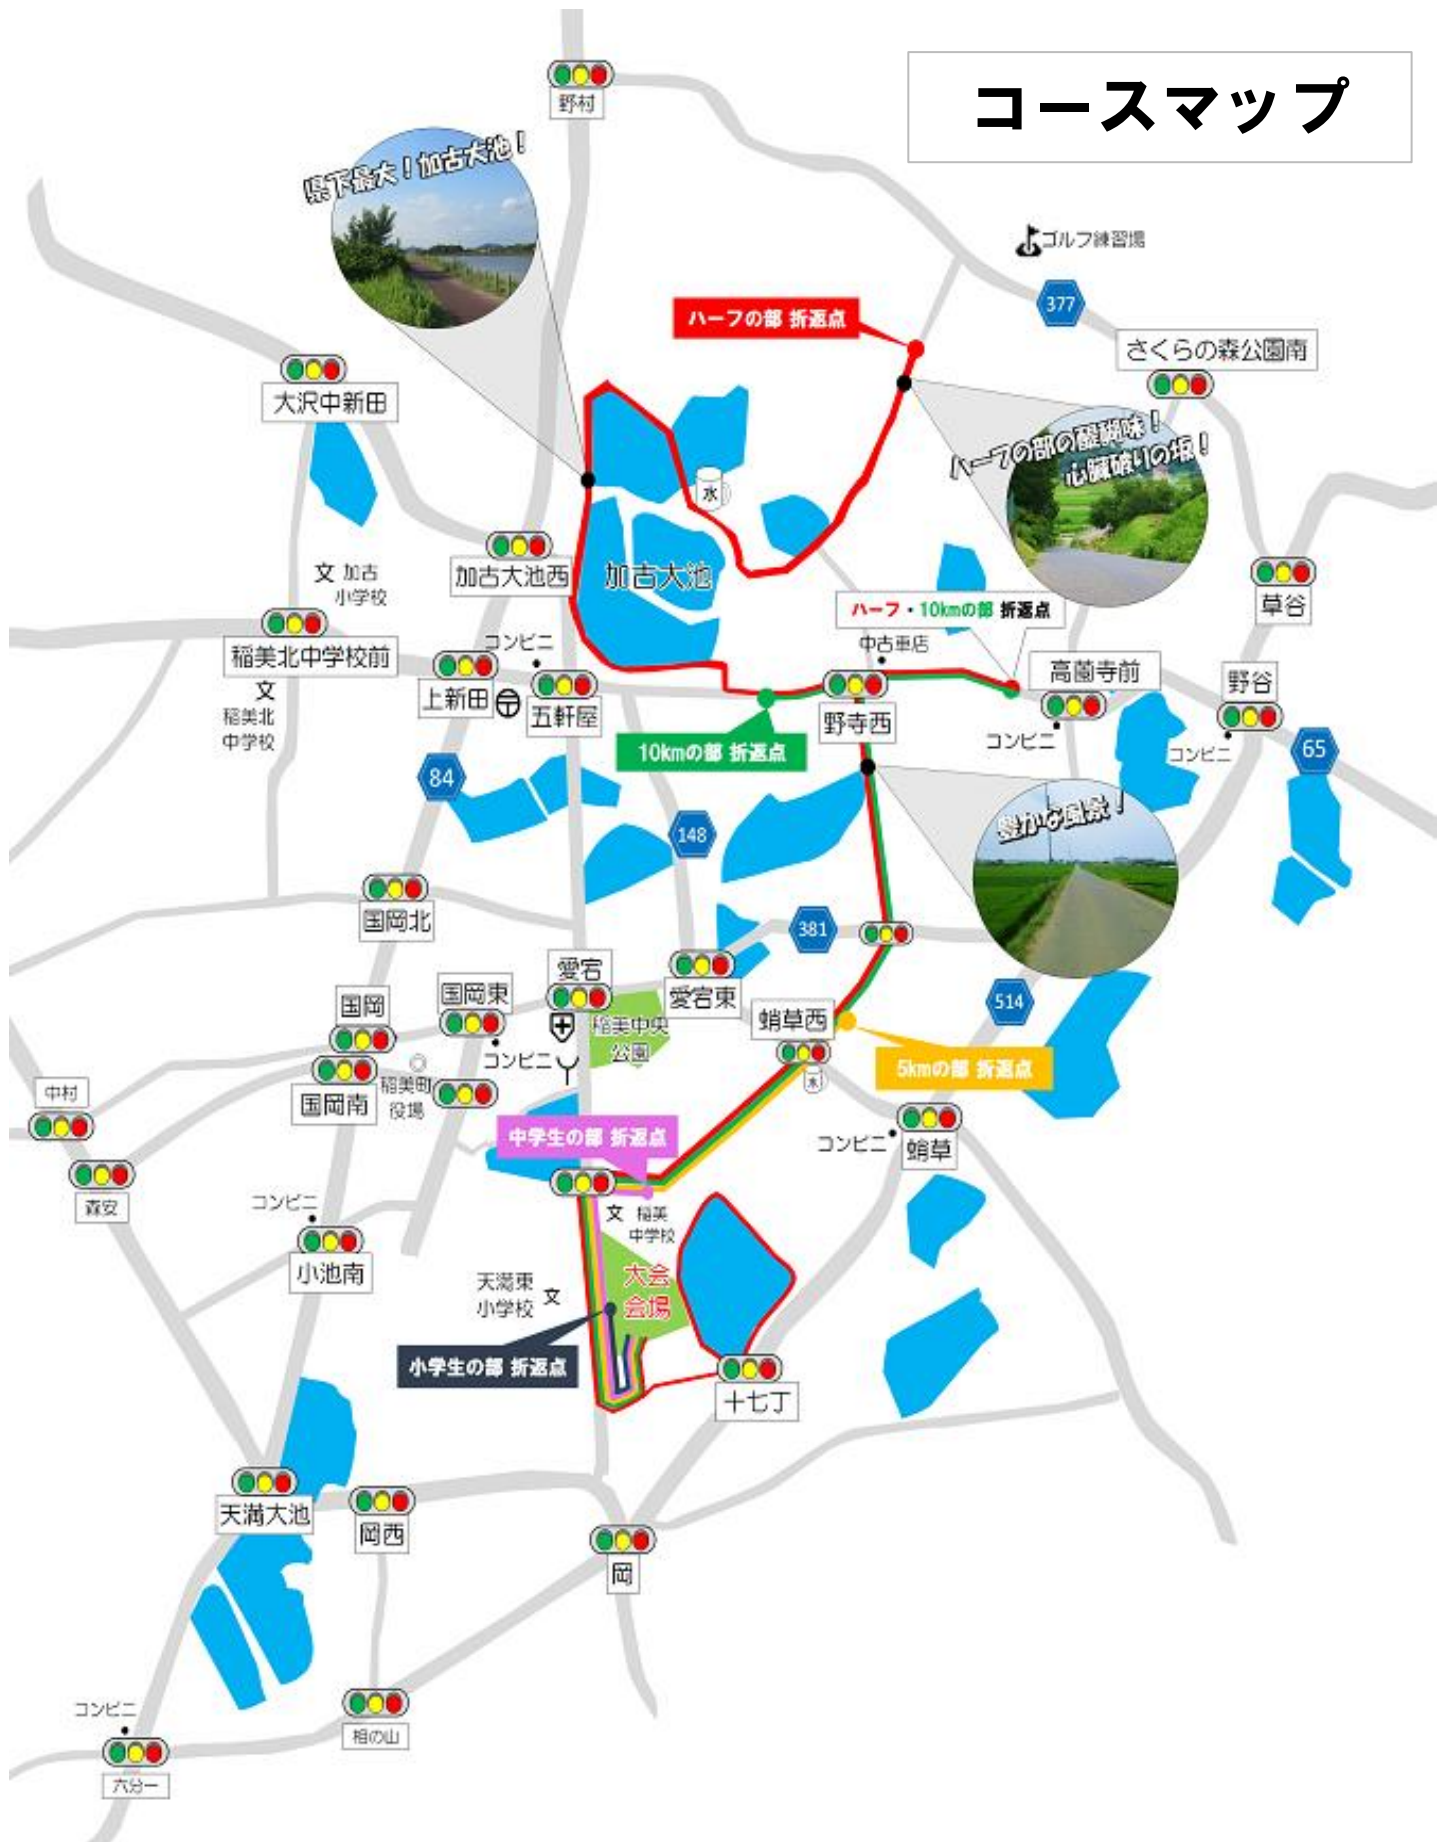 コースマップ
野村
県下最大！加古大池！
ゴルフ練習場
377
ハーフの部 折返点
さくらの森公園南
大沢中新田
ハーフの部の醍醐味！
心臓破りの坂！
水
加古大池西
加古大池
文 加古
小学校
草谷
ハーフ・10kmの部 折返点
稲美北中学校前
コンビニ
中古車店
高薗寺前
上新田
五軒屋
野寺西
野谷
文
稲美北
中学校
コンビニ
コンビニ
65
10kmの部 折返点
84
148
豊かな風景！
国岡北
381
愛宕
愛宕東
国岡東
国岡
514
蛸草西
稲美中央
公園
コンビニ
5kmの部 折返点
水
稲美町
役場
国岡南
中村
中学生の部 折返点
コンビニ
蛸草
森安
コンビニ
文 稲美
中学校
小池南
天満東
小学校 文
大会
会場
小学生の部 折返点
十七丁
天満大池
岡西
岡
コンビニ
相の山
六分一